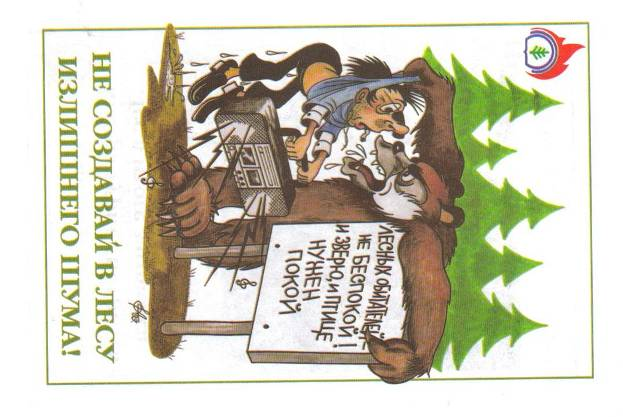 ЛЕСНЫХ ОБИТАТЕЛЕЙ
НЕ БЕСПОКОЙ!
И ЗВЕРЮ И ПТИЦЕ
НУЖЕН
ПОКОЙ
НЕ СОЗДАВАЙ В ЛЕСУ
ИЗЛИШНЕГО ШУМА!